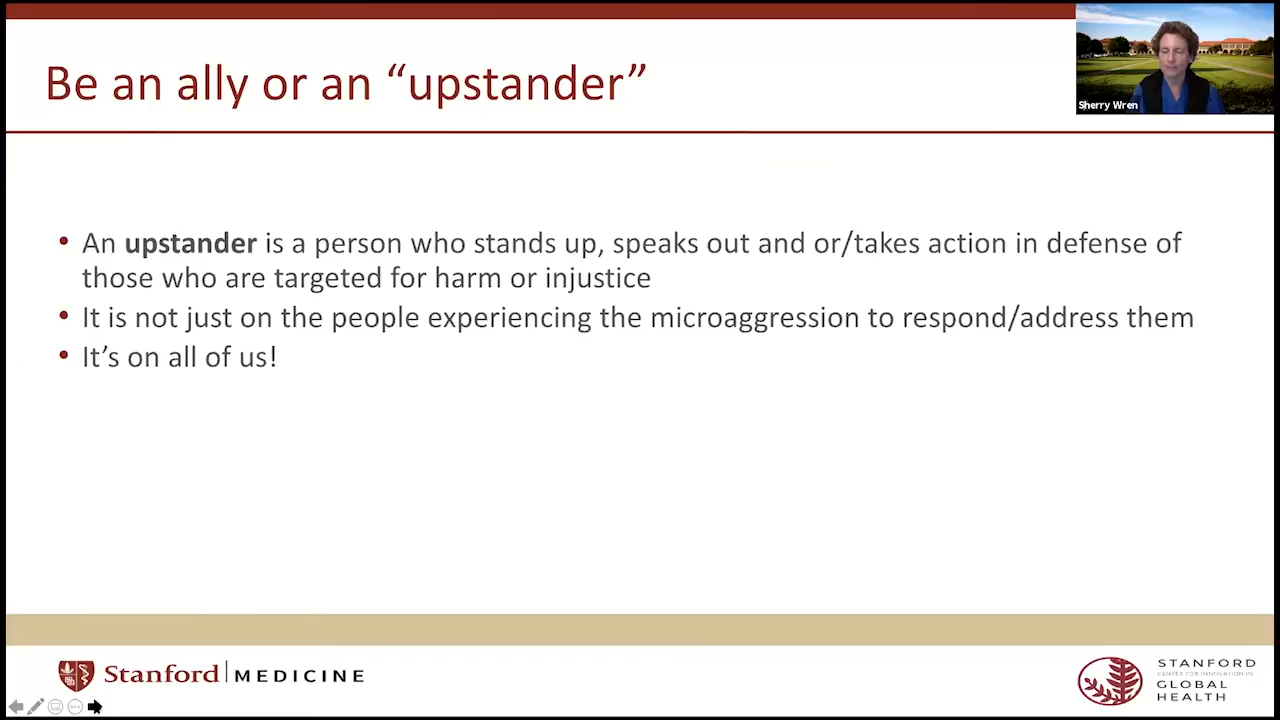 Be an ally or an “upstander”
Sherry Wren
• An upstander is a person who stands up, speaks out and or/takes action in defense of
those who are targeted for harm or injustice
• It is not just on the people experiencing the microaggression to respond/address them
• It’s on all of us!
Stanford MEDICINE
STANFORD
CENTER FOR INNOVATION IN
GLOBAL
HEALTH